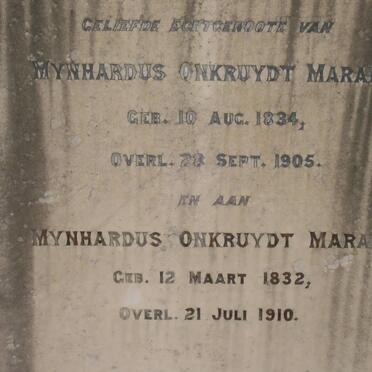 GELIEFDE ECHTGENOOTE VAN
MYNHARDUS ONKRUYDT MARA
GEB. 10 AUG. 1834,
OVERL. 28 SEPT. 1905.
EN AAN
MYNHARDUS ONKRUYDT MARA
GEB. 12 MAART 1832,
OVERL. 21 JULI 1910.